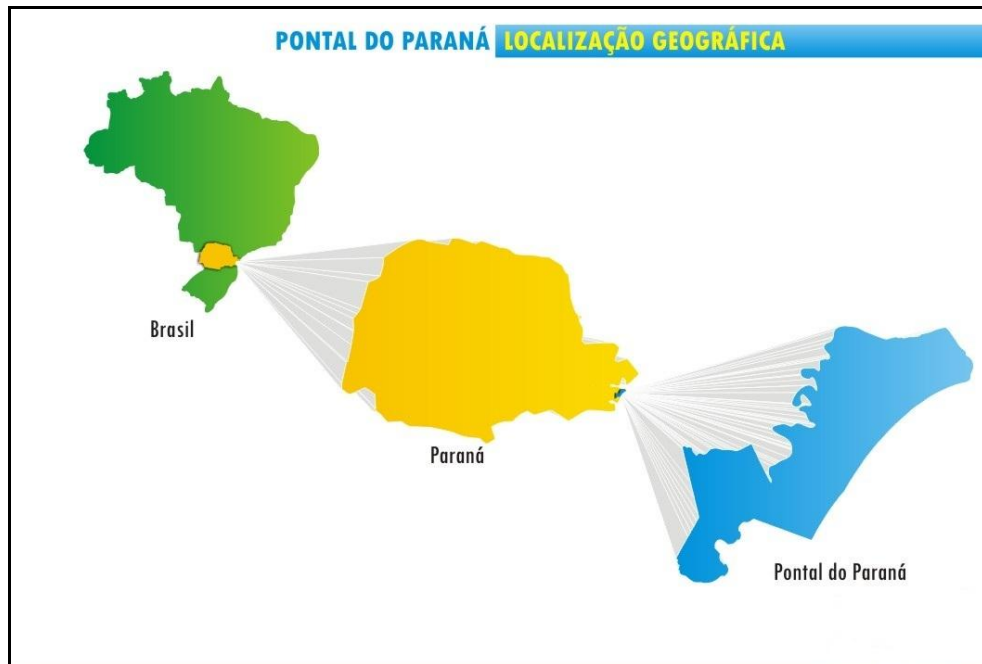 PONTAL DO PARANÁ LOCALIZAÇÃO GEOGRÁFICA
Brasil
Paraná
Pontal do Paraná